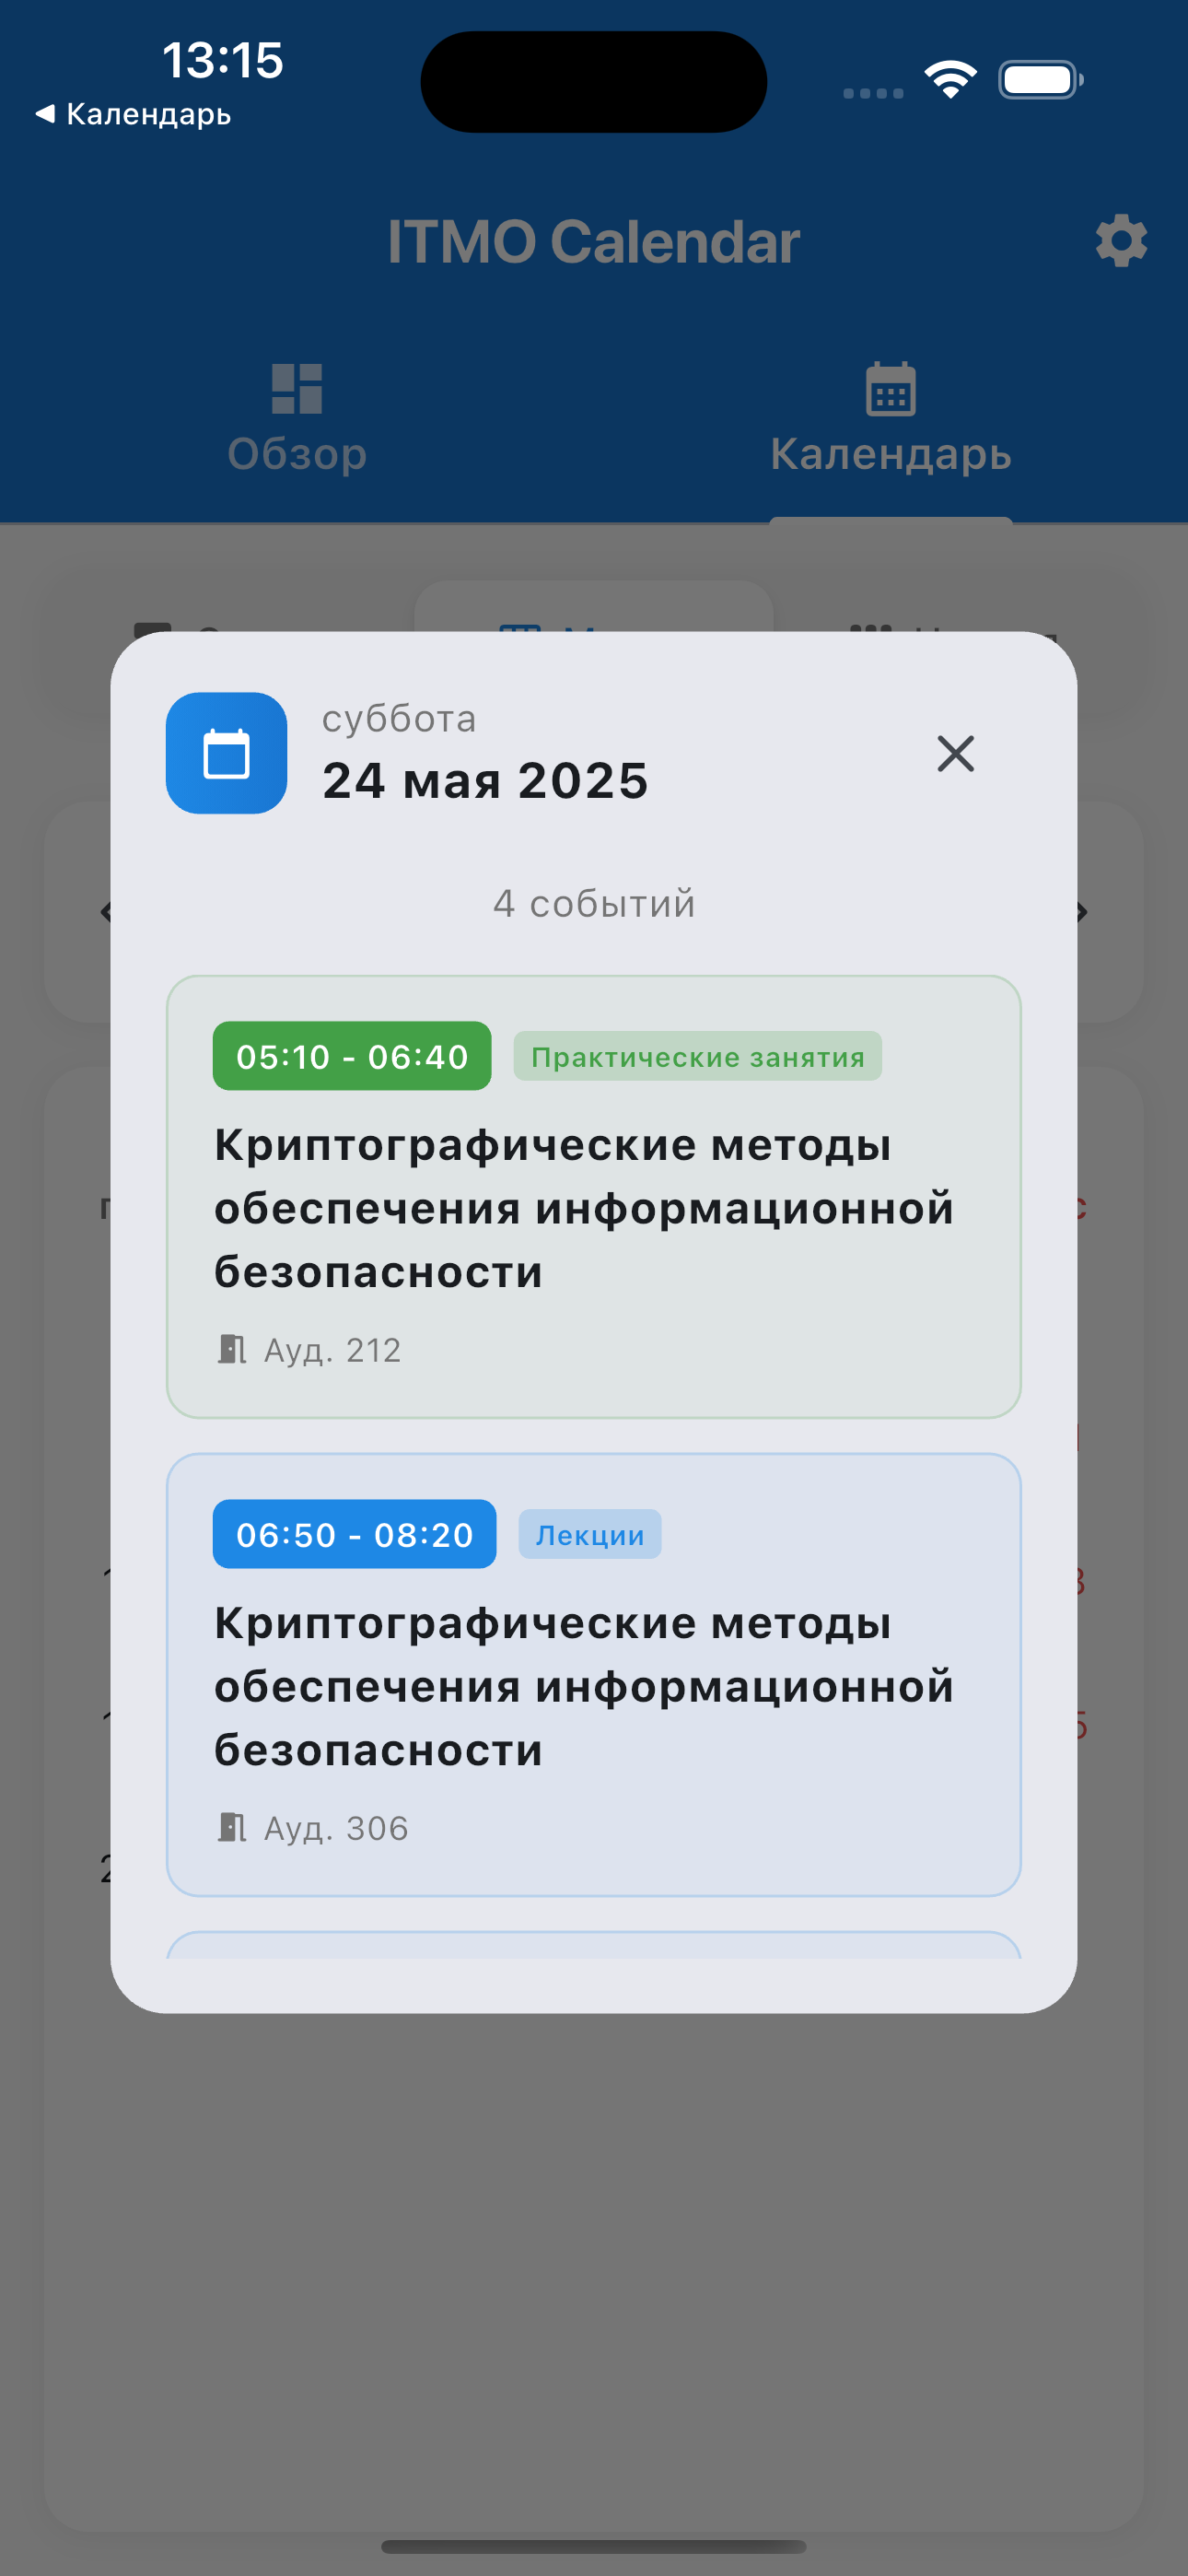 13:15
Календарь
ITMO Calendar
Обзор
Календарь
суббота
24 мая 2025
4 событий
05:10 - 06:40
Практические занятия
Криптографические методы
обеспечения информационной
безопасности
Ауд. 212
06:50 - 08:20
Лекции
Криптографические методы
обеспечения информационной
безопасности
Ауд. 306